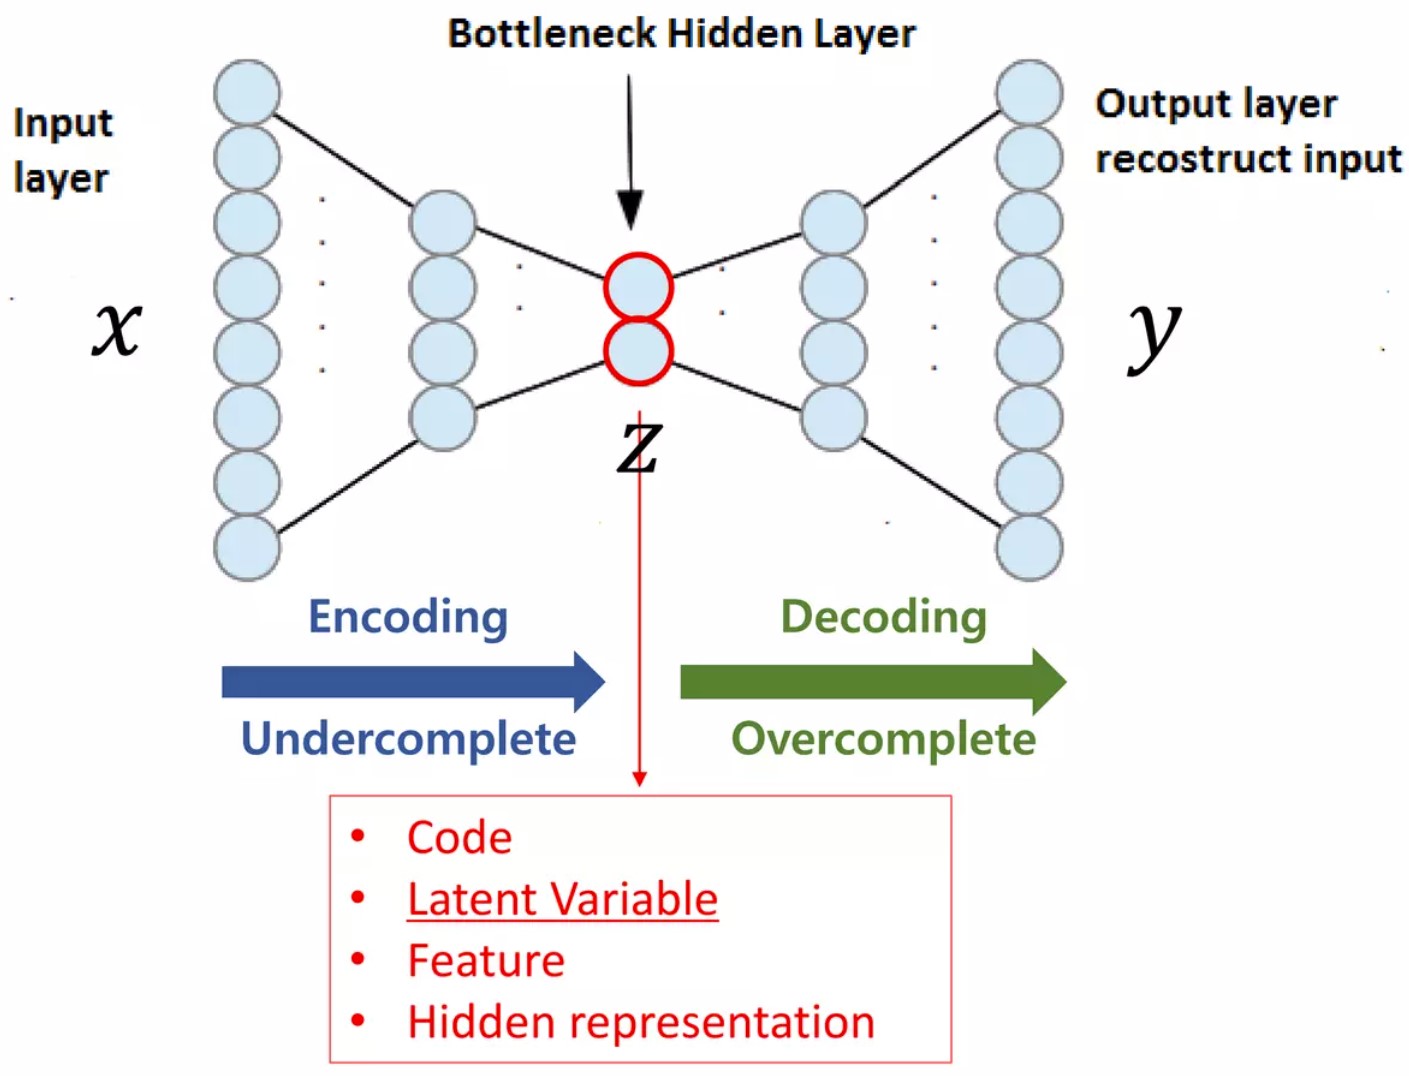 Bottleneck Hidden Layer
Input
layer
Output layer
recostruct input
x
y
z
Encoding
Decoding
Undercomplete
Overcomplete
• Code
• Latent Variable
• Feature
• Hidden representation